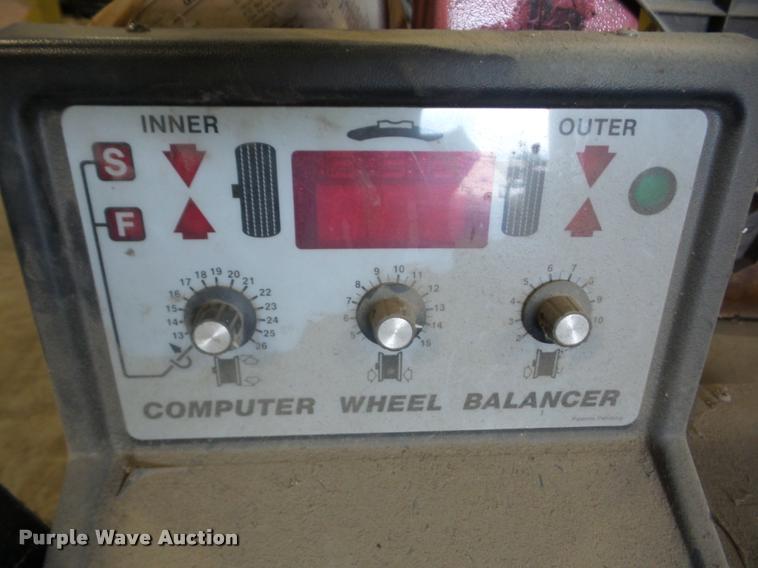 INNER
OUTER
S
F
13 14 15 16 17 18 19 20 21 22 23 24 25 26
5 6 7 8 9 10 11 12 13 14 15
2 3 4 5 6 7 8 9 10
COMPUTER WHEEL BALANCER
Patents Pending
Purple Wave Auction